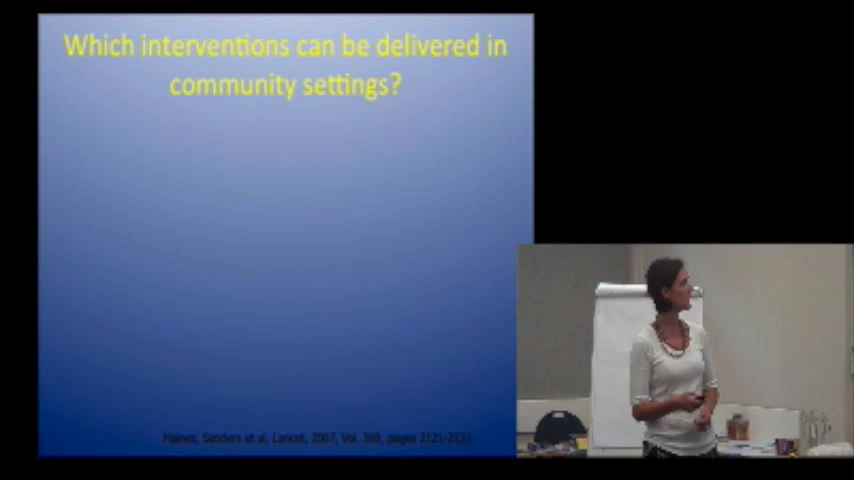 Which interventions can be delivered in
community settings?
Haines, Sanders et al, Lancet, 2007, Vol. 369, pages 2121-2131